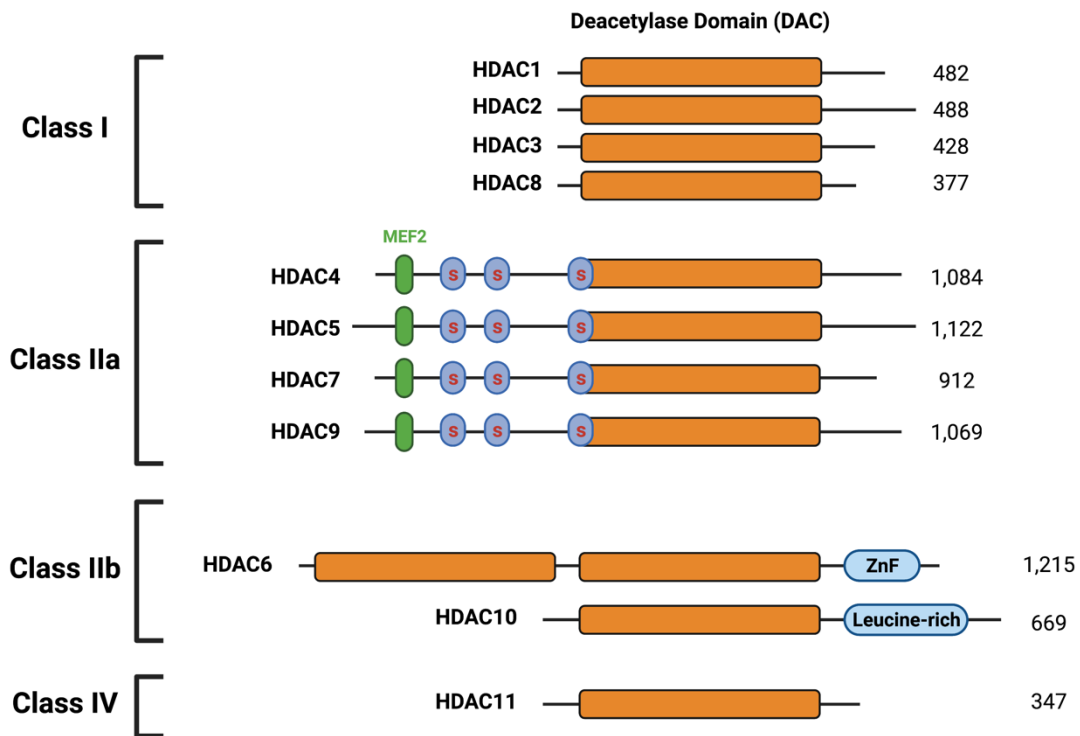 Deacetylase Domain (DAC)
Class I
HDAC1 482
HDAC2 488
HDAC3 428
HDAC8 377
Class IIa
MEF2
HDAC4 S S S 1,084
HDAC5 S S S 1,122
HDAC7 S S S 912
HDAC9 S S S 1,069
Class IIb
HDAC6 ZnF 1,215
HDAC10 Leucine-rich 669
Class IV
HDAC11 347